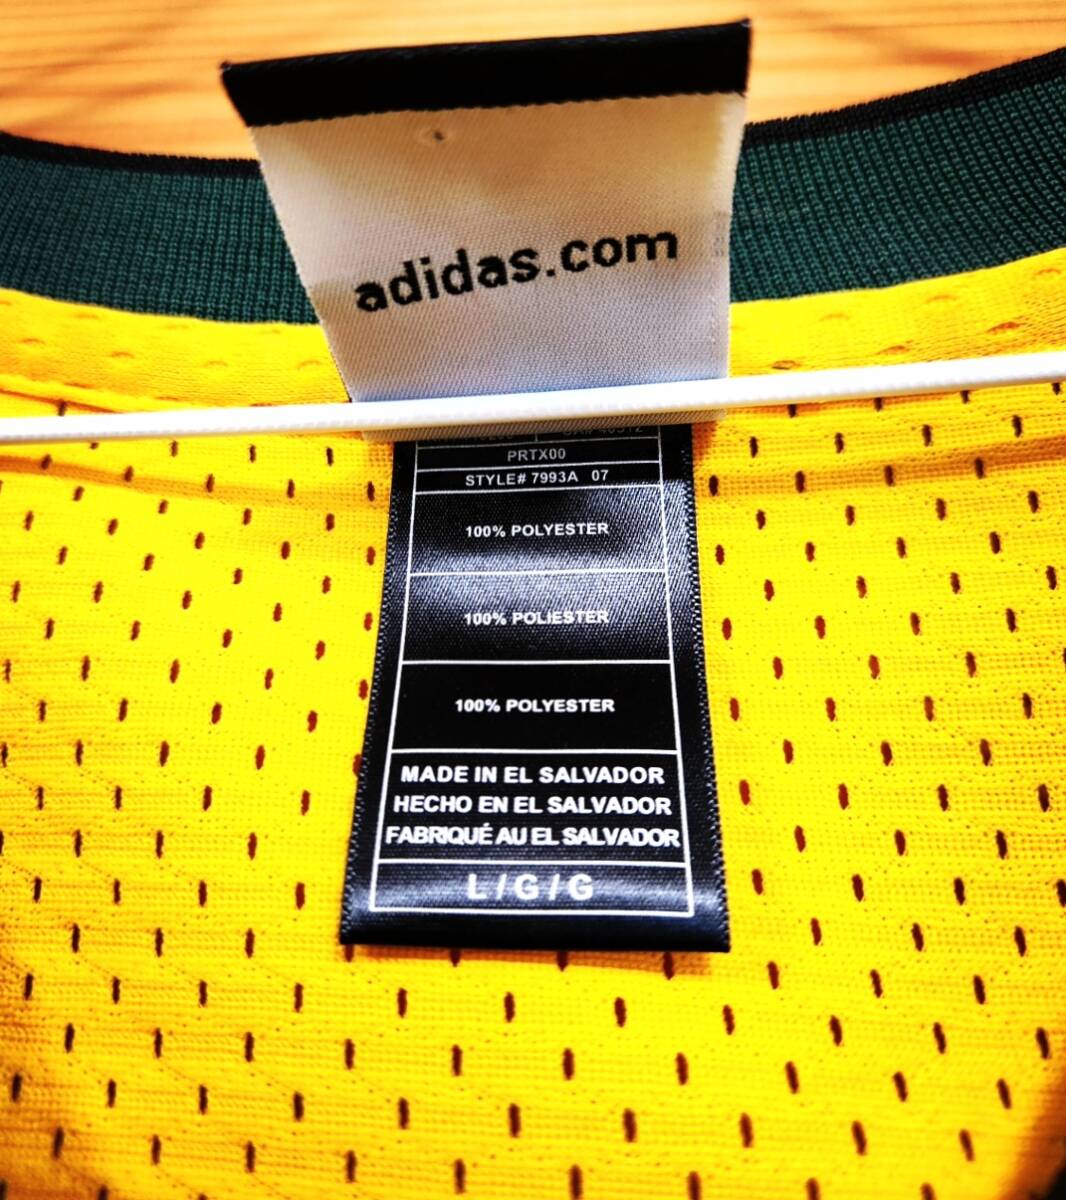 adidas.com
PRTX00
STYLE# 7993A 07
100% POLYESTER
100% POLIESTER
100% POLYESTER
MADE IN EL SALVADOR
HECHO EN EL SALVADOR
FABRIQUÉ AU EL SALVADOR
L / G / G